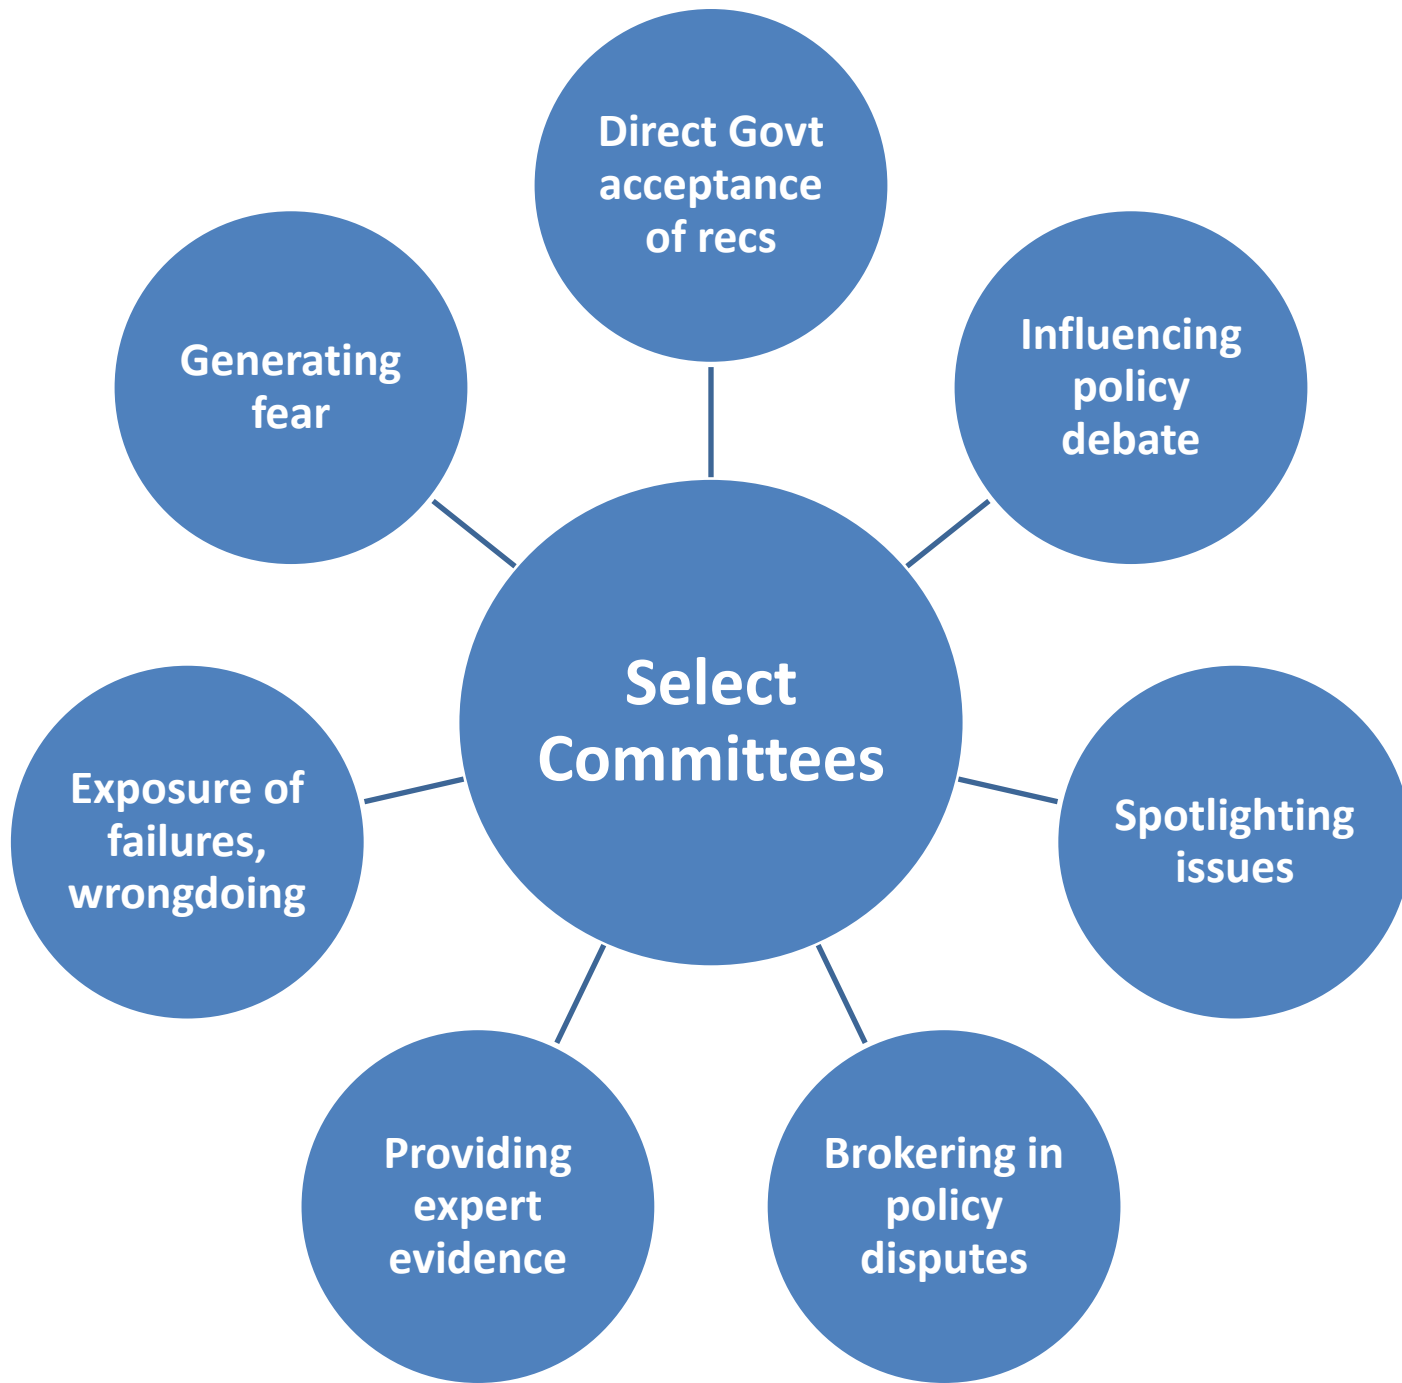 Direct Govt
acceptance
of recs
Influencing
policy
debate
Spotlighting
issues
Brokering in
policy
disputes
Providing
expert
evidence
Exposure of
failures,
wrongdoing
Generating
fear
Select
Committees